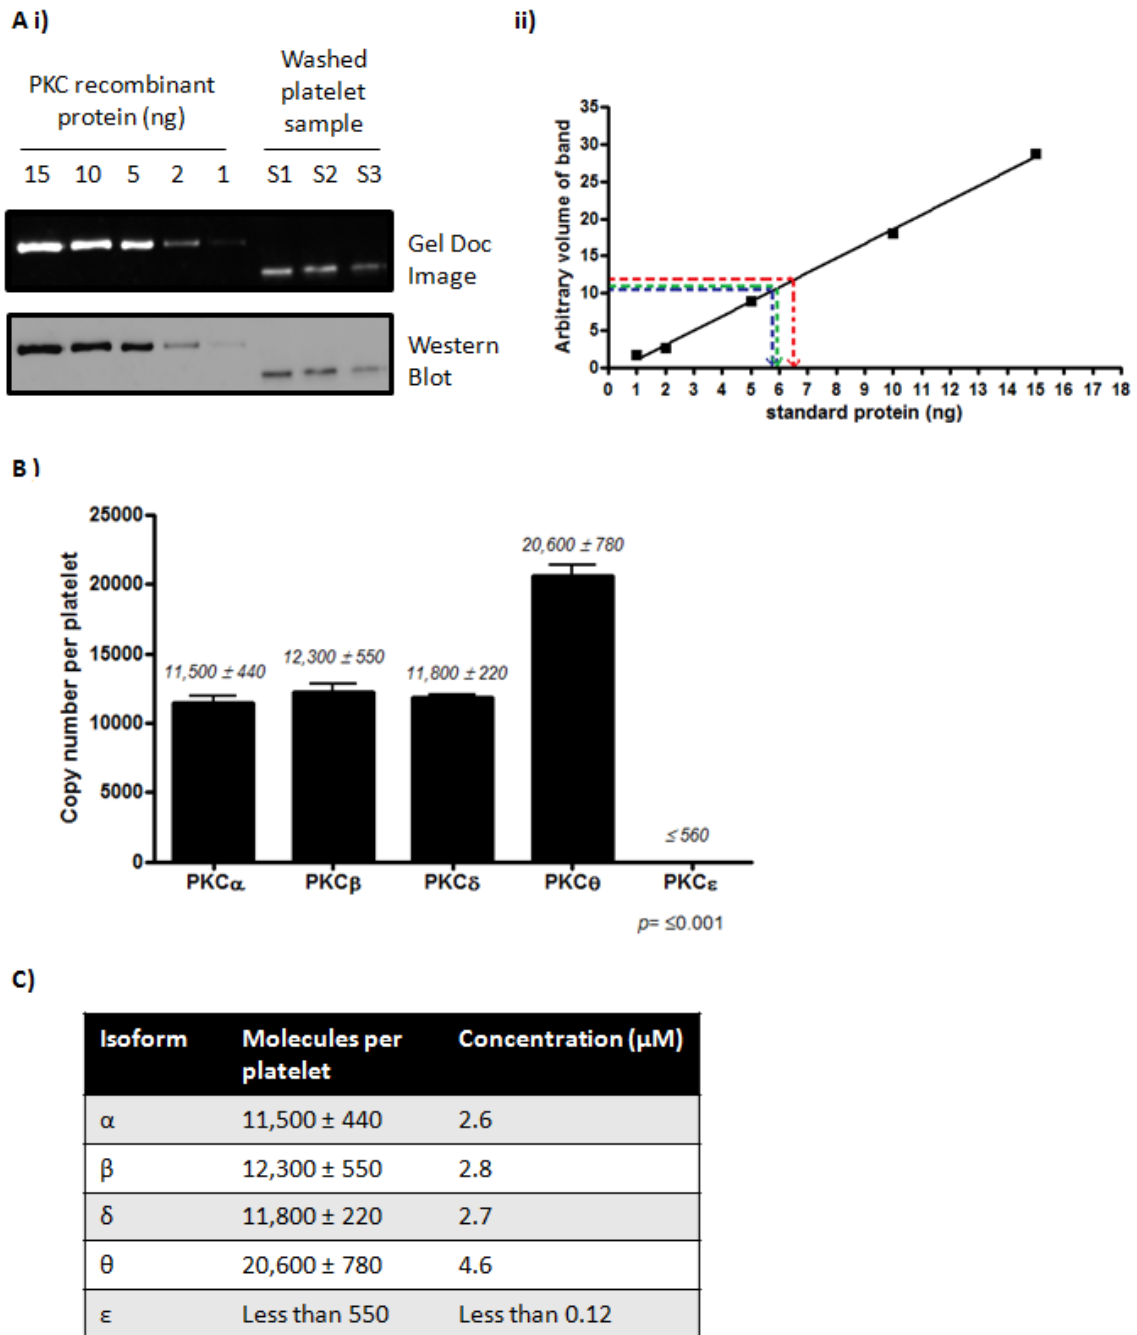 A i)
ii)
PKC recombinant
protein (ng)
Washed
platelet
sample
15 10 5 2 1 S1 S2 S3
Gel Doc
Image
Western
Blot
Arbitrary volume of band
35
30
25
20
15
10
5
0
0 1 2 3 4 5 6 7 8 9 10 11 12 13 14 15 16 17 18
standard protein (ng)
B )
Copy number per platelet
25000
20000
15000
10000
5000
0
11,500 ± 440
12,300 ± 550
11,800 ± 220
20,600 ± 780
≤ 560
PKCα PKCβ PKCδ PKCθ PKCε
p= ≤0.001
C)
Isoform Molecules per platelet Concentration (µM)
α 11,500 ± 440 2.6
β 12,300 ± 550 2.8
δ 11,800 ± 220 2.7
θ 20,600 ± 780 4.6
ε Less than 550 Less than 0.12